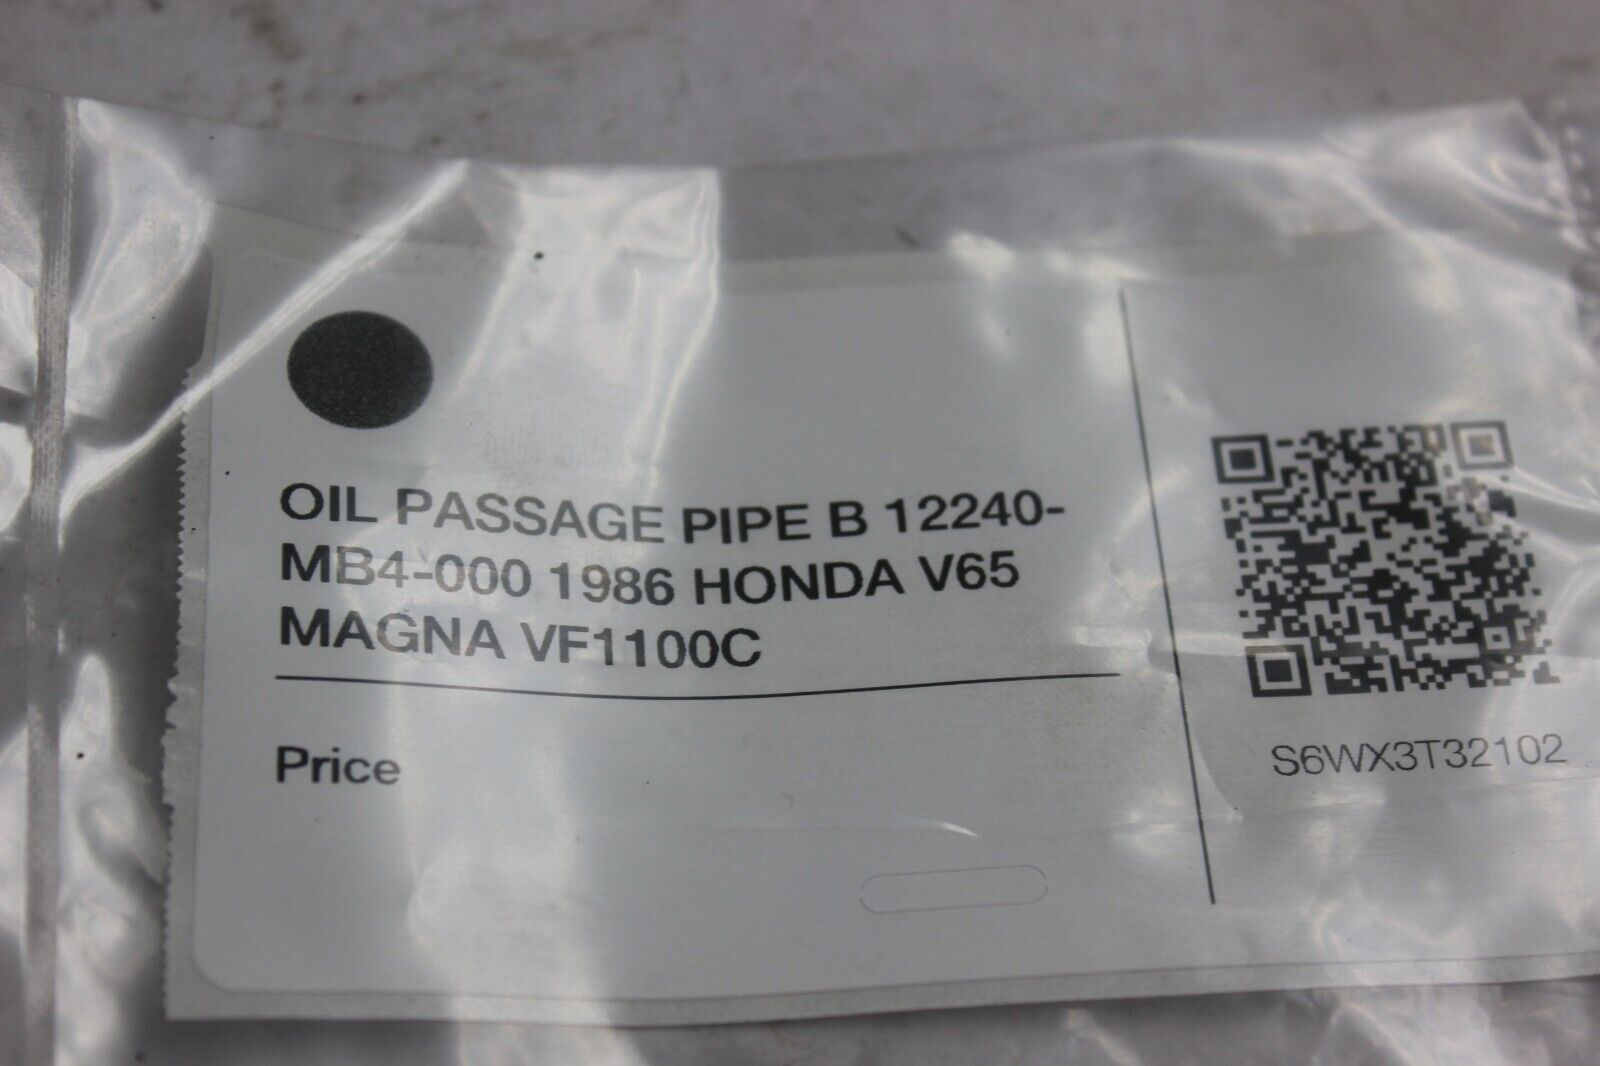 OIL PASSAGE PIPE B 12240-
MB4-000 1986 HONDA V65
MAGNA VF1100C
Price
S6WX3T32102